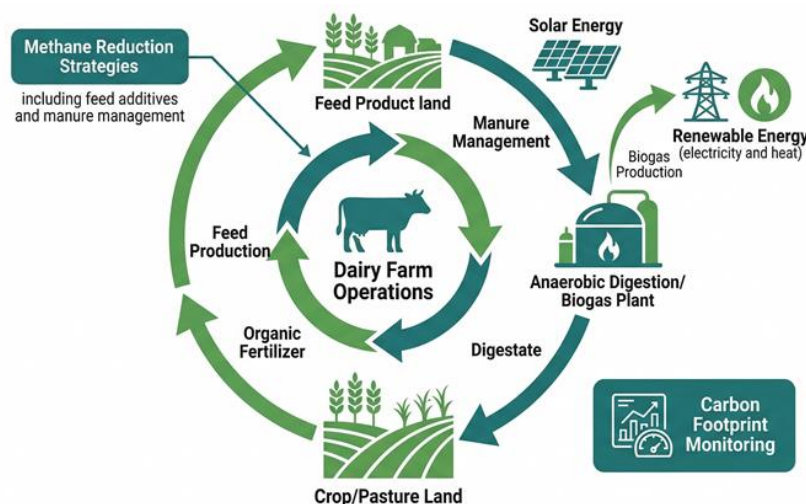 Methane Reduction
Strategies
including feed additives
and manure management
Feed Product land
Solar Energy
Manure
Management
Biogas
Production
Renewable Energy
(electricity and heat)
Feed
Production
Dairy Farm
Operations
Anaerobic Digestion/
Biogas Plant
Organic
Fertilizer
Digestate
Carbon
Footprint
Monitoring
Crop/Pasture Land